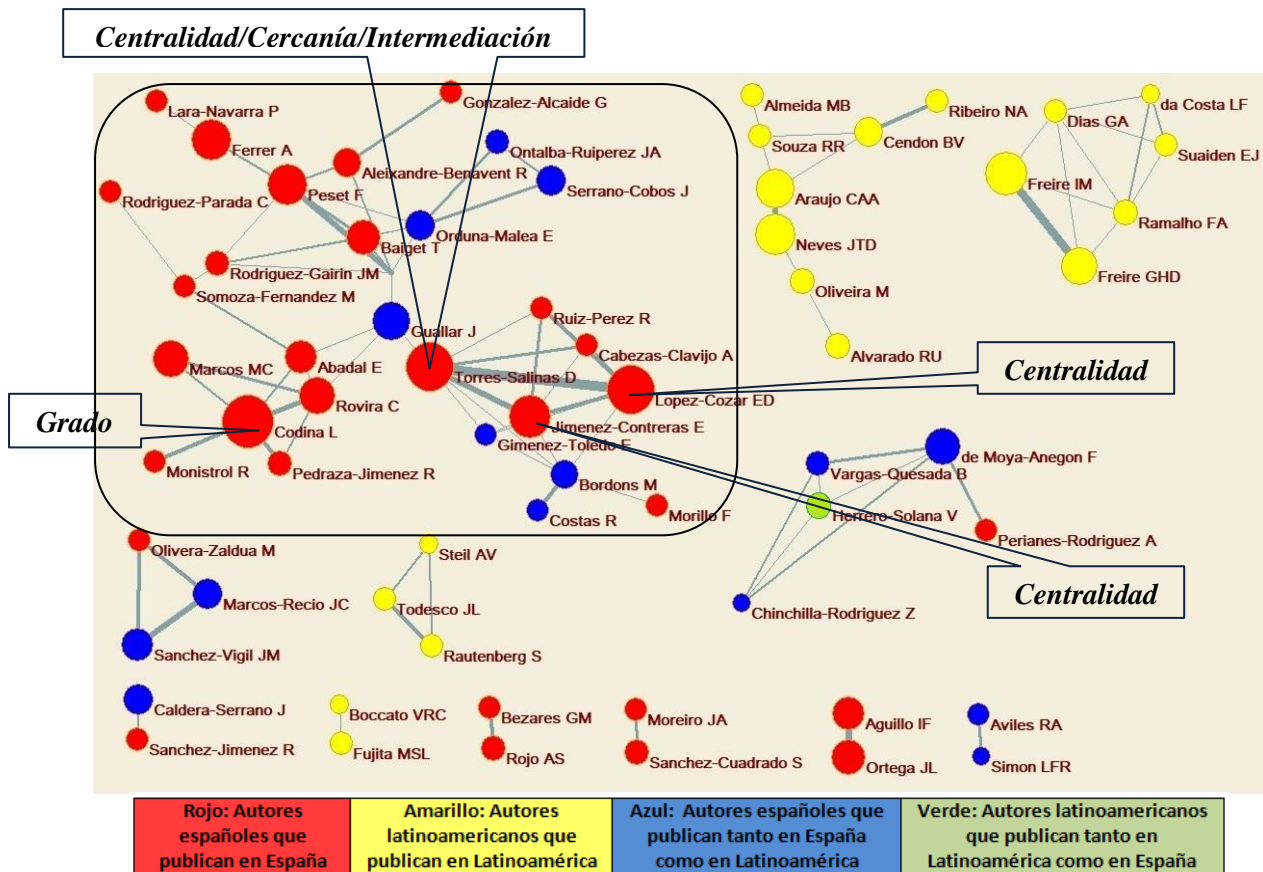 Centralidad/Cercanía/Intermediación
Lara-Navarra P
Gonzalez-Alcaide G
Ferrer A
Ontalba-Ruiperez JA
Aleixandre-Benavent R
Serrano-Cobos J
Peset F
Rodriguez-Parada C
Orduna-Malea E
Baiget T
Rodriguez-Gairin JM
Somoza-Fernandez M
Guallar J
Ruiz-Perez R
Cabezas-Clavijo A
Marcos MC
Abadal E
Torres-Salinas D
Lopez-Cozar ED
Rovira C
Grado
Codina L
Jimenez-Contreras E
Gimenez-Toledo E
Monistrol R
Pedraza-Jimenez R
Bordons M
Costas R
Morillo F
Almeida MB
Ribeiro NA
Souza RR
Cendon BV
Araujo CAA
Neves JTD
Oliveira M
Alvarado RU
da Costa LF
Dias GA
Suaiden EJ
Freire IM
Ramalho FA
Freire GHD
Centralidad
de Moya-Anegon F
Vargas-Quesada B
Herrero-Solana V
Perianes-Rodriguez A
Chinchilla-Rodriguez Z
Centralidad
Olivera-Zaldua M
Marcos-Recio JC
Sanchez-Vigil JM
Steil AV
Todesco JL
Rautenberg S
Caldera-Serrano J
Sanchez-Jimenez R
Boccato VRC
Fujita MSL
Bezares GM
Rojo AS
Moreiro JA
Sanchez-Cuadrado S
Aguillo IF
Ortega JL
Aviles RA
Simon LFR
Rojo: Autores
españoles que
publican en España
Amarillo: Autores
latinoamericanos que
publican en Latinoamérica
Azul: Autores españoles que
publican tanto en España
como en Latinoamérica
Verde: Autores latinoamericanos
que publican tanto en
Latinoamérica como en España